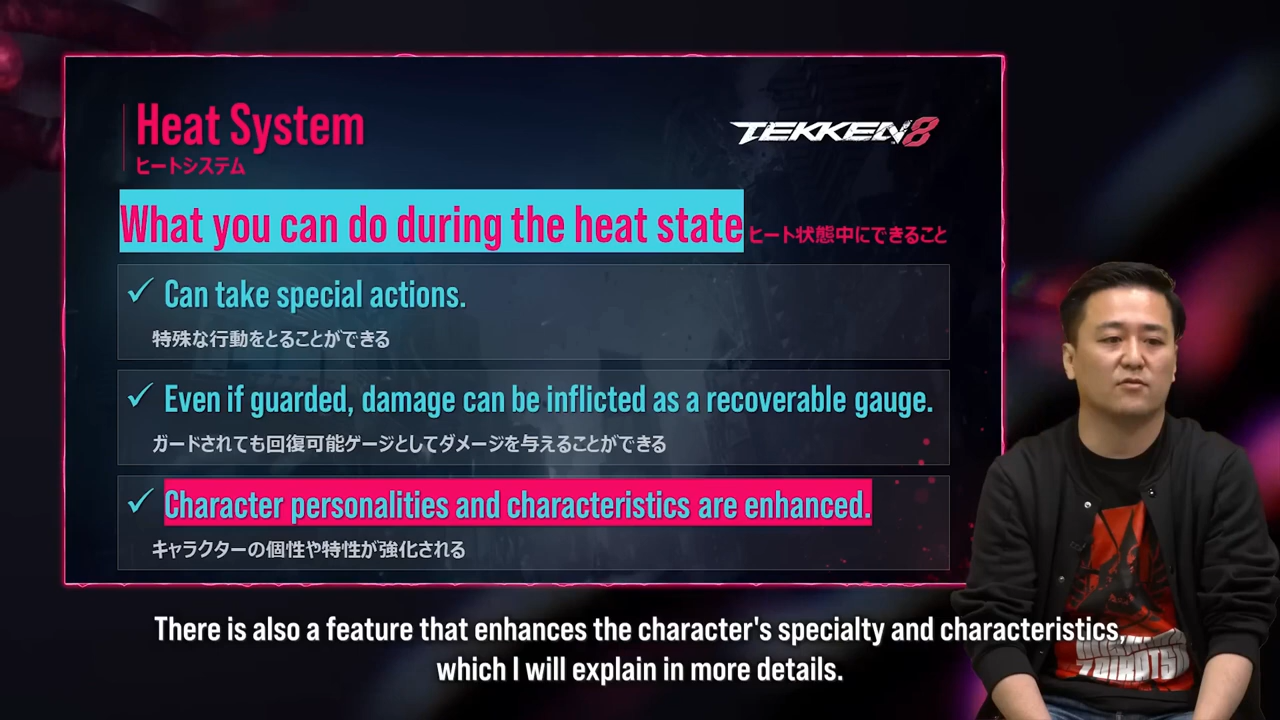 Heat System
ヒートシステム
TEKKEN 8
What you can do during the heat state ヒート状態中にできること
✓ Can take special actions.
特殊な行動をとることができる
✓ Even if guarded, damage can be inflicted as a recoverable gauge.
ガードされても回復可能ゲージとしてダメージを与えることができる
✓ Character personalities and characteristics are enhanced.
キャラクターの個性や特性が強化される
There is also a feature that enhances the character's specialty and characteristics,
which I will explain in more details.